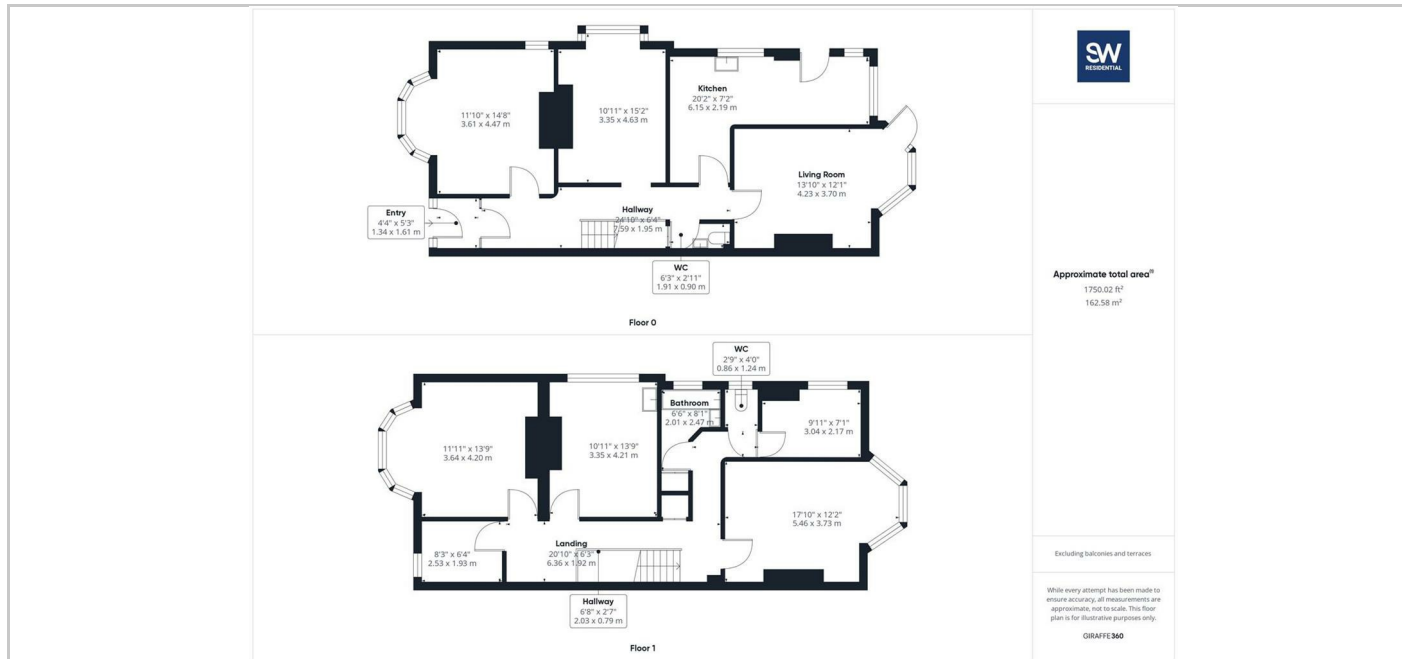 11'10" x 14'8"
3.61 x 4.47 m
10'11" x 15'2"
3.35 x 4.63 m
Kitchen
20'2" x 7'2"
6.15 x 2.19 m
Living Room
13'10" x 12'1"
4.23 x 3.70 m
Entry
4'4" x 5'3"
1.34 x 1.61 m
Hallway
24'10" x 6'4"
7.59 x 1.95 m
WC
6'3" x 2'11"
1.91 x 0.90 m
Floor 0
WC
2'9" x 4'0"
0.86 x 1.24 m
Bathroom
6'6" x 8'1"
2.01 x 2.47 m
9'11" x 7'1"
3.04 x 2.17 m
11'11" x 13'9"
3.64 x 4.20 m
10'11" x 13'9"
3.35 x 4.21 m
17'10" x 12'2"
5.46 x 3.73 m
8'3" x 6'4"
2.53 x 1.93 m
Landing
20'10" x 6'3"
6.36 x 1.92 m
Hallway
6'8" x 2'7"
2.03 x 0.79 m
Floor 1
SW
RESIDENTIAL
Approximate total area
1750.02 ft²
162.58 m²
Excluding balconies and terraces
While every attempt has been made to
ensure accuracy, all measurements are
approximate, not to scale. This floor
plan is for illustrative purposes only.
GIRAFFE360